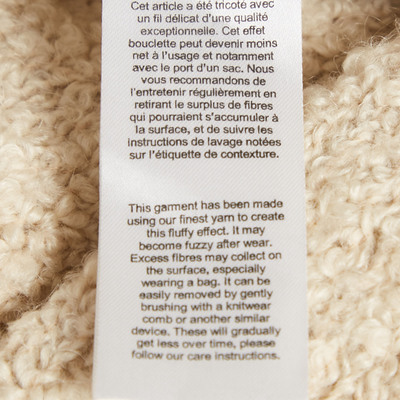 Cet article a été tricoté avec
un fil délicat d'une qualité
exceptionnelle. Cet effet
bouclette peut devenir moins
net à l'usage et notamment
avec le port d'un sac. Nous
vous recommandons de
l'entretenir régulièrement en
retirant le surplus de fibres
qui pourraient s'accumuler à
la surface, et de suivre les
instructions de lavage notées
sur l'étiquette de contexture.
This garment has been made
using our finest yarn to create
this fluffy effect. It may
become fuzzy after wear.
Excess fibres may collect on
the surface, especially
wearing a bag. It can be
easily removed by gently
brushing with a knitwear
comb or another similar
device. These will gradually
get less over time, please
follow our care instructions.